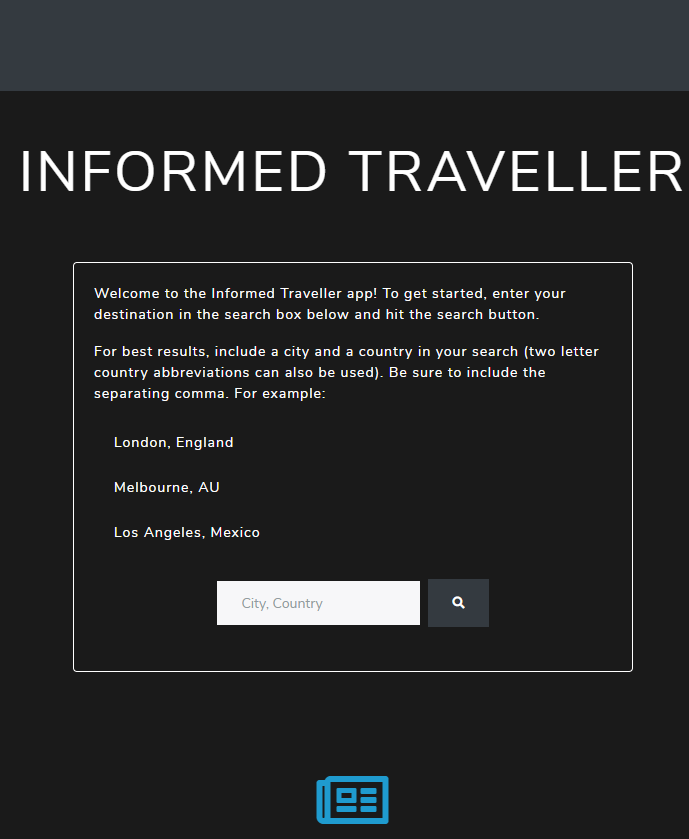 INFORMED TRAVELLER
Welcome to the Informed Traveller app! To get started, enter your
destination in the search box below and hit the search button.
For best results, include a city and a country in your search (two letter
country abbreviations can also be used). Be sure to include the
separating comma. For example:
London, England
Melbourne, AU
Los Angeles, Mexico
City, Country